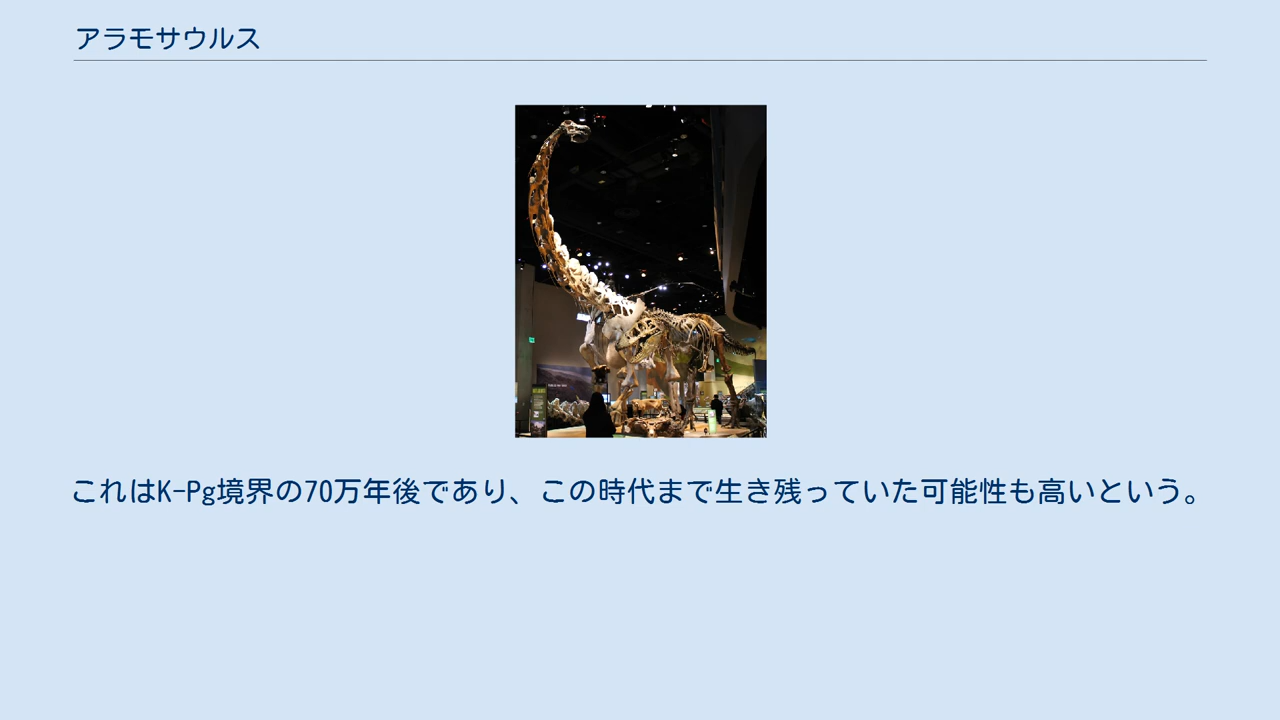 アラモサウルス
これはK-Pg境界の70万年後であり、この時代まで生き残っていた可能性も高いという。